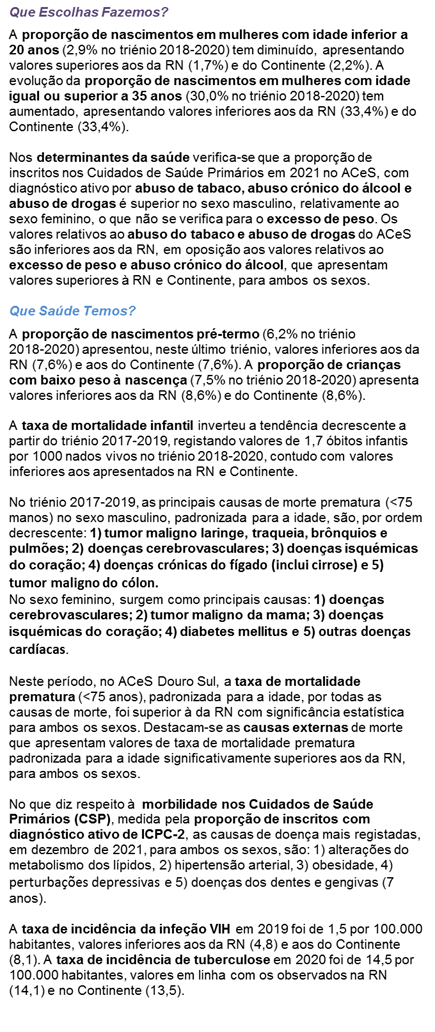 Que Escolhas Fazemos?
A proporção de nascimentos em mulheres com idade inferior a
20 anos (2,9% no triénio 2018-2020) tem diminuído, apresentando
valores superiores aos da RN (1,7%) e do Continente (2,2%). A
evolução da proporção de nascimentos em mulheres com idade
igual ou superior a 35 anos (30,0% no triénio 2018-2020) tem
aumentado, apresentando valores inferiores aos da RN (33,4%) e do
Continente (33,4%).
Nos determinantes da saúde verifica-se que a proporção de
inscritos nos Cuidados de Saúde Primários em 2021 no ACeS, com
diagnóstico ativo por abuso de tabaco, abuso crónico do álcool e
abuso de drogas é superior no sexo masculino, relativamente ao
sexo feminino, o que não se verifica para o excesso de peso. Os
valores relativos ao abuso do tabaco e abuso de drogas do ACeS
são inferiores aos da RN, em oposição aos valores relativos ao
excesso de peso e abuso crónico do álcool, que apresentam
valores superiores à RN e Continente, para ambos os sexos.
Que Saúde Temos?
A proporção de nascimentos pré-termo (6,2% no triénio
2018-2020) apresentou, neste último triénio, valores inferiores aos da
RN (7,6%) e aos do Continente (7,6%). A proporção de crianças
com baixo peso à nascença (7,5% no triénio 2018-2020) apresenta
valores inferiores aos da RN (8,6%) e do Continente (8,6%).
A taxa de mortalidade infantil inverteu a tendência decrescente a
partir do triénio 2017-2019, registando valores de 1,7 óbitos infantis
por 1000 nados vivos no triénio 2018-2020, contudo com valores
inferiores aos apresentados na RN e Continente.
No triénio 2017-2019, as principais causas de morte prematura (<75
manos) no sexo masculino, padronizada para a idade, são, por ordem
decrescente: 1) tumor maligno laringe, traqueia, brônquios e
pulmões; 2) doenças cerebrovasculares; 3) doenças isquémicas
do coração; 4) doenças crónicas do fígado (inclui cirrose) e 5)
tumor maligno do cólon.
No sexo feminino, surgem como principais causas: 1) doenças
cerebrovasculares; 2) tumor maligno da mama; 3) doenças
isquémicas do coração; 4) diabetes mellitus e 5) outras doenças
cardíacas.
Neste período, no ACeS Douro Sul, a taxa de mortalidade
prematura (<75 anos), padronizada para a idade, por todas as
causas de morte, foi superior à da RN com significância estatística
para ambos os sexos. Destacam-se as causas externas de morte
que apresentam valores de taxa de mortalidade prematura
padronizada para a idade significativamente superiores aos da RN,
para ambos os sexos.
No que diz respeito à morbilidade nos Cuidados de Saúde
Primários (CSP), medida pela proporção de inscritos com
diagnóstico ativo de ICPC-2, as causas de doença mais registadas,
em dezembro de 2021, para ambos os sexos, são: 1) alterações do
metabolismo dos lípidos, 2) hipertensão arterial, 3) obesidade, 4)
perturbações depressivas e 5) doenças dos dentes e gengivas (7
anos).
A taxa de incidência da infeção VIH em 2019 foi de 1,5 por 100.000
habitantes, valores inferiores aos da RN (4,8) e aos do Continente
(8,1). A taxa de incidência de tuberculose em 2020 foi de 14,5 por
100.000 habitantes, valores em linha com os observados na RN
(14,1) e no Continente (13,5).